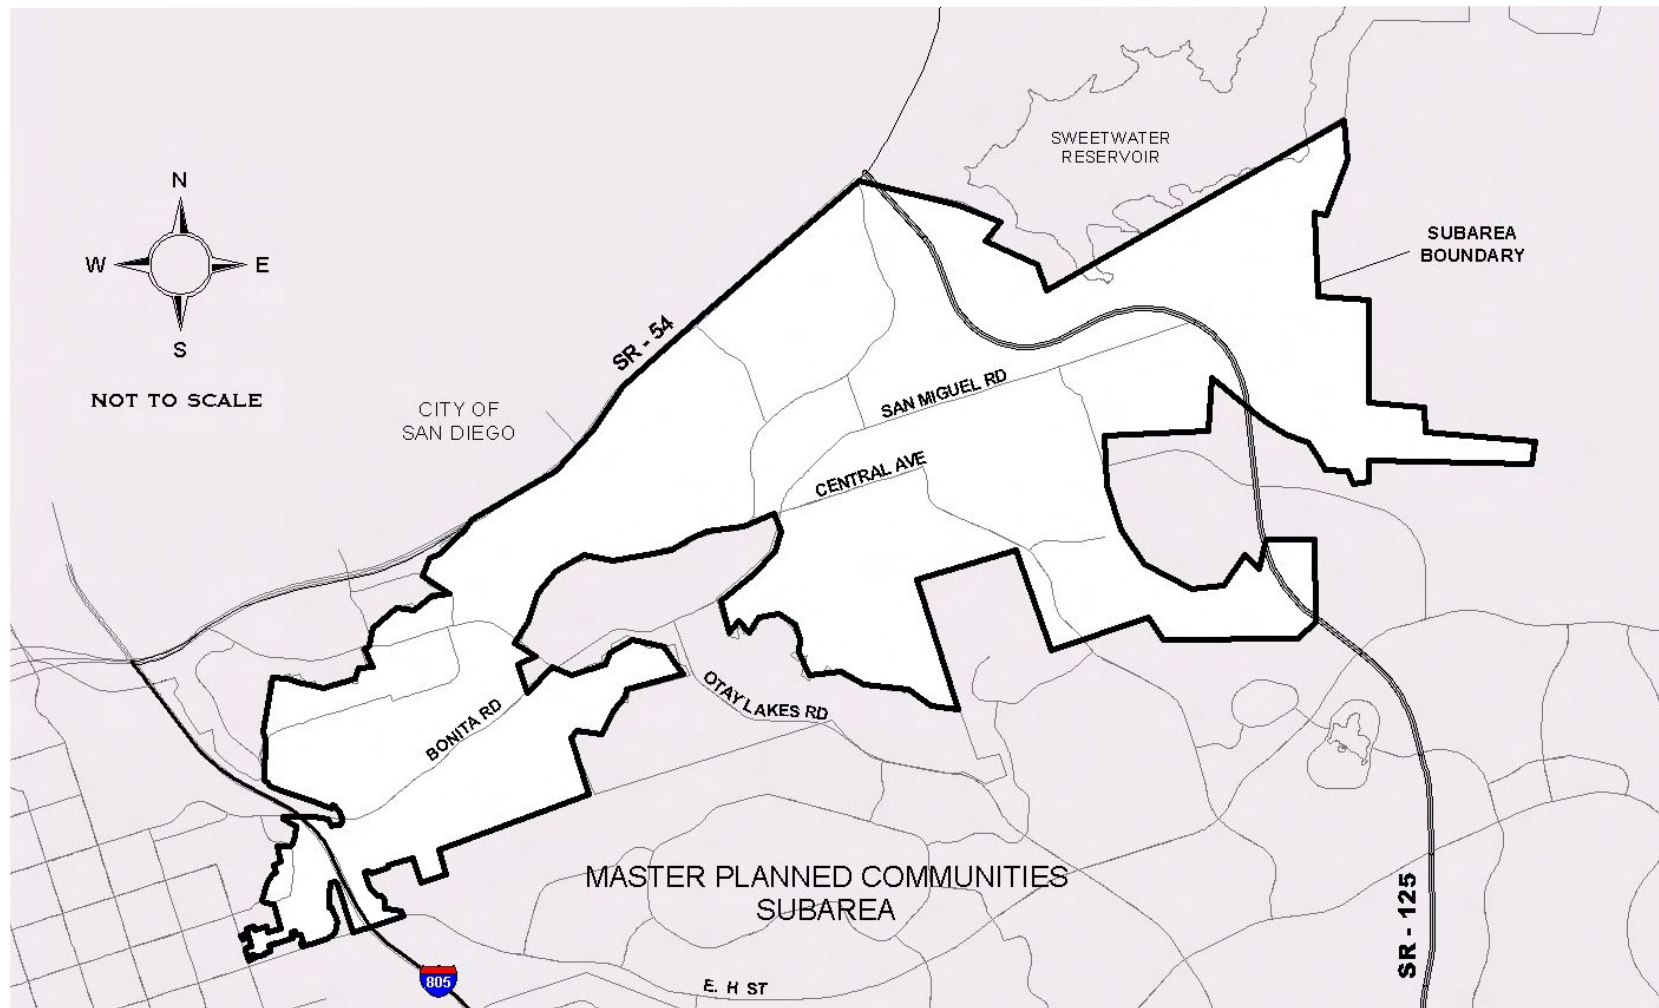 SWEETWATER
RESERVOIR
N
W
E
S
NOT TO SCALE
SUBAREA
BOUNDARY
SR - 54
CITY OF
SAN DIEGO
SAN MIGUEL RD
CENTRAL AVE
BONITA RD
OTAY LAKES RD
MASTER PLANNED COMMUNITIES
SUBAREA
SR - 125
805
E. H ST